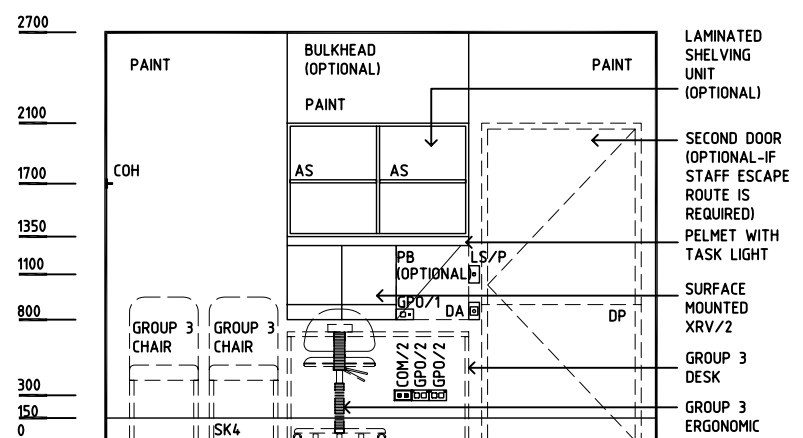 2700
2100
1700
1350
1100
800
300
150
0
PAINT
BULKHEAD
(OPTIONAL)
PAINT
PAINT
COH
AS
AS
PB
(OPTIONAL)
LS/P
GPO/1
DA
DP
GROUP 3
CHAIR
GROUP 3
CHAIR
COM/2
GPO/2
GPO/2
SK4
LAMINATED
SHELVING
UNIT
(OPTIONAL)
SECOND DOOR
(OPTIONAL-IF
STAFF ESCAPE
ROUTE IS
REQUIRED)
PELMET WITH
TASK LIGHT
SURFACE
MOUNTED
XRV/2
GROUP 3
DESK
GROUP 3
ERGONOMIC